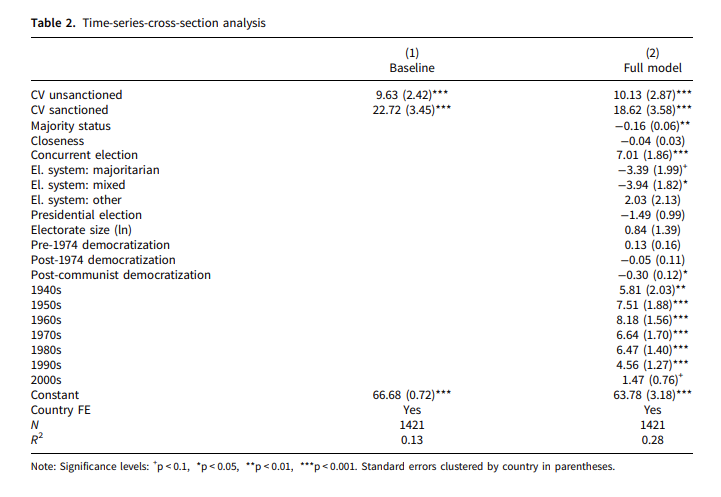 Table 2. Time-series-cross-section analysis
(1) (2)
Baseline Full model
CV unsanctioned 9.63 (2.42)*** 10.13 (2.87)***
CV sanctioned 22.72 (3.45)*** 18.62 (3.58)***
Majority status −0.16 (0.06)**
Closeness −0.04 (0.03)
Concurrent election 7.01 (1.86)***
El. system: majoritarian −3.39 (1.99)+
El. system: mixed −3.94 (1.82)*
El. system: other 2.03 (2.13)
Presidential election −1.49 (0.99)
Electorate size (ln) 0.84 (1.39)
Pre-1974 democratization 0.13 (0.16)
Post-1974 democratization −0.05 (0.11)
Post-communist democratization −0.30 (0.12)*
1940s 5.81 (2.03)**
1950s 7.51 (1.88)***
1960s 8.18 (1.56)***
1970s 6.64 (1.70)***
1980s 6.47 (1.40)***
1990s 4.56 (1.27)***
2000s 1.47 (0.76)+
Constant 66.68 (0.72)*** 63.78 (3.18)***
Country FE Yes Yes
N 1421 1421
R2 0.13 0.28
Note: Significance levels: +p < 0.1, *p < 0.05, **p < 0.01, ***p < 0.001. Standard errors clustered by country in parentheses.